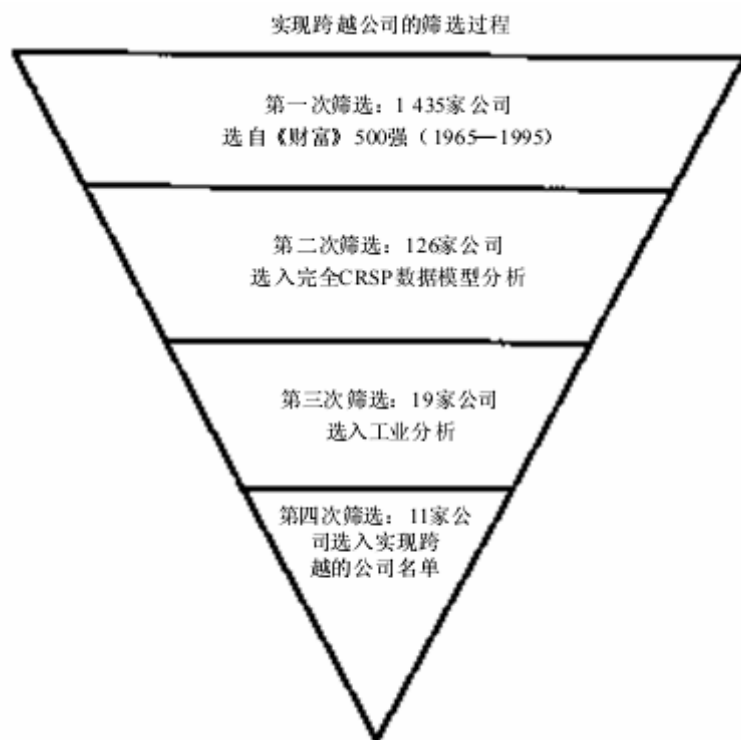 实现跨越公司的筛选过程
第一次筛选：1 435家公司
选自《财富》500强（1965—1995）
第二次筛选：126家公司
选入完全CRSP数据模型分析
第三次筛选：19家公司
选入工业分析
第四次筛选：11家公
司选入实现跨
越的公司名单